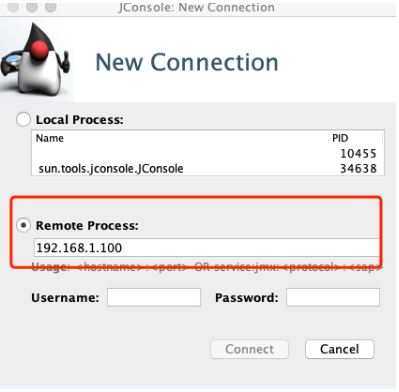 JConsole: New Connection
New Connection
Local Process:
Name PID
10455
sun.tools.jconsole.JConsole 34638
Remote Process:
192.168.1.100
Usage: <hostname>:<port> OR service:jmx:<protocol>:<sap>
Username: Password:
Connect Cancel